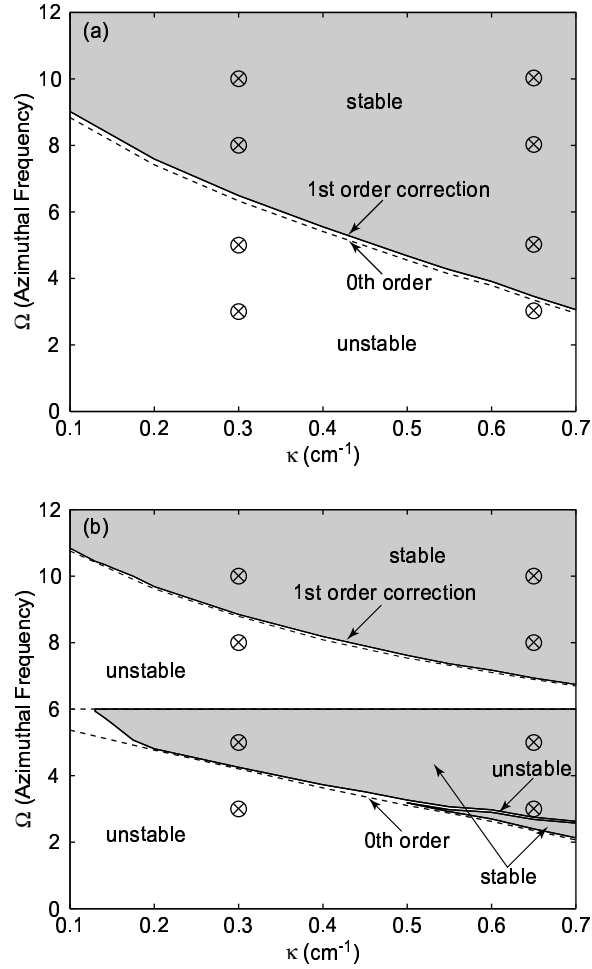 (a)
12
10
8
6
4
2
0
Ω (Azimuthal Frequency)
stable
1st order correction
0th order
unstable
0.1 0.2 0.3 0.4 0.5 0.6 0.7
κ (cm-1)
(b)
12
10
8
6
4
2
0
Ω (Azimuthal Frequency)
stable
1st order correction
unstable
unstable
unstable
0th order
stable
0.1 0.2 0.3 0.4 0.5 0.6 0.7
κ (cm-1)